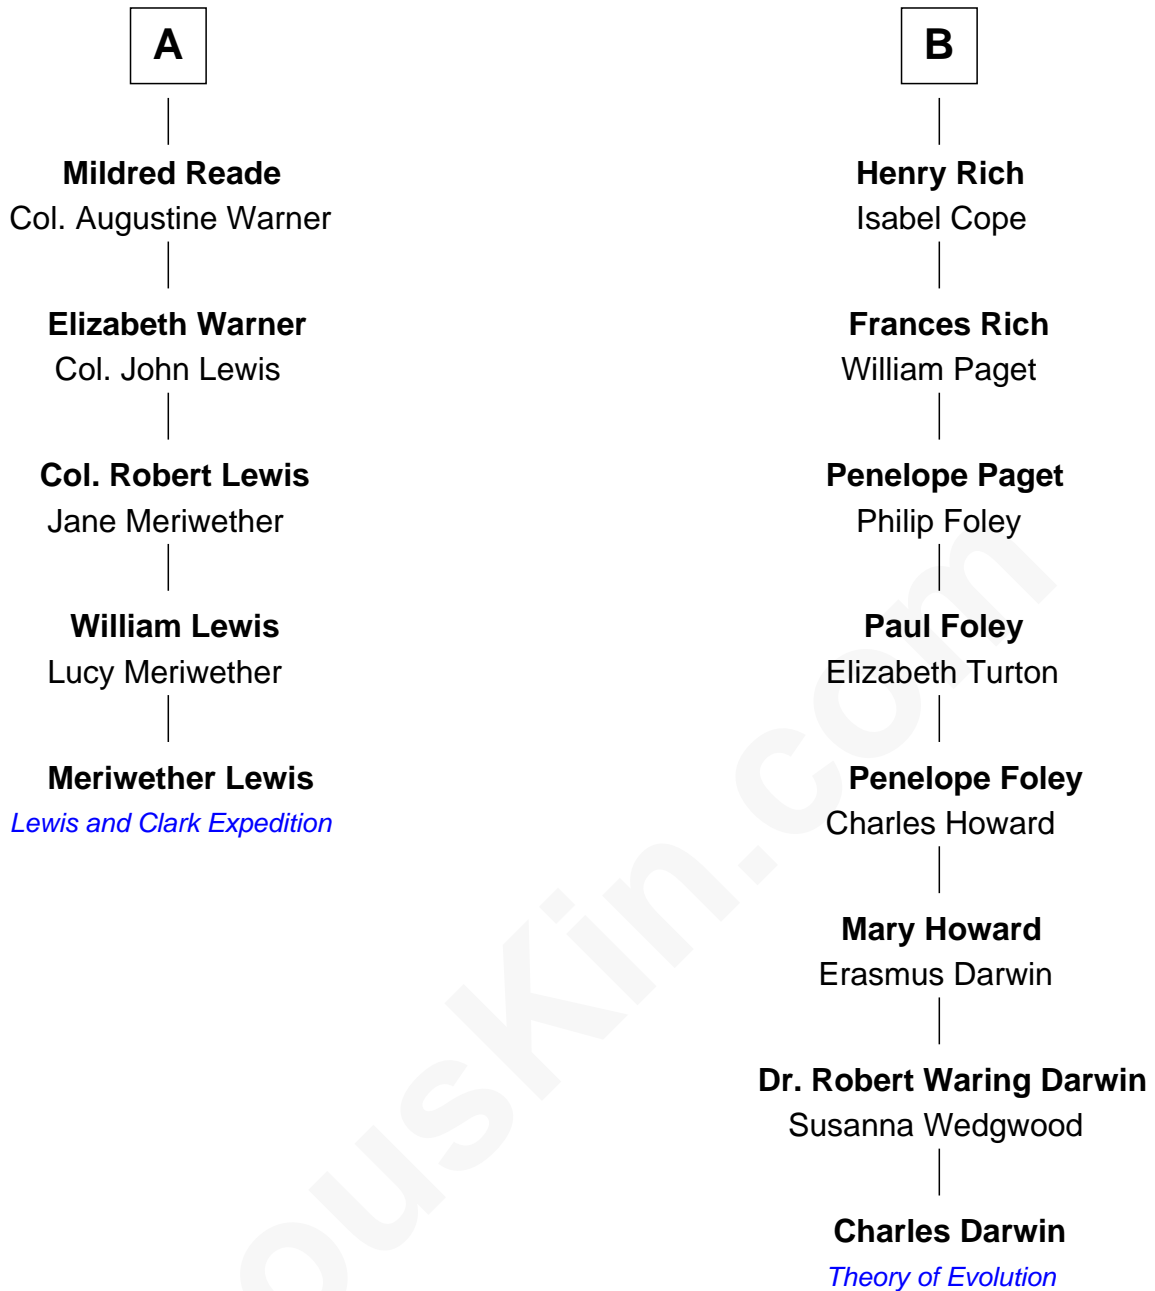 A
Mildred Reade
Col. Augustine Warner
Elizabeth Warner
Col. John Lewis
Col. Robert Lewis
Jane Meriwether
William Lewis
Lucy Meriwether
Meriwether Lewis
Lewis and Clark Expedition
B
Henry Rich
Isabel Cope
Frances Rich
William Paget
Penelope Paget
Philip Foley
Paul Foley
Elizabeth Turton
Penelope Foley
Charles Howard
Mary Howard
Erasmus Darwin
Dr. Robert Waring Darwin
Susanna Wedgwood
Charles Darwin
Theory of Evolution
ousKin.com